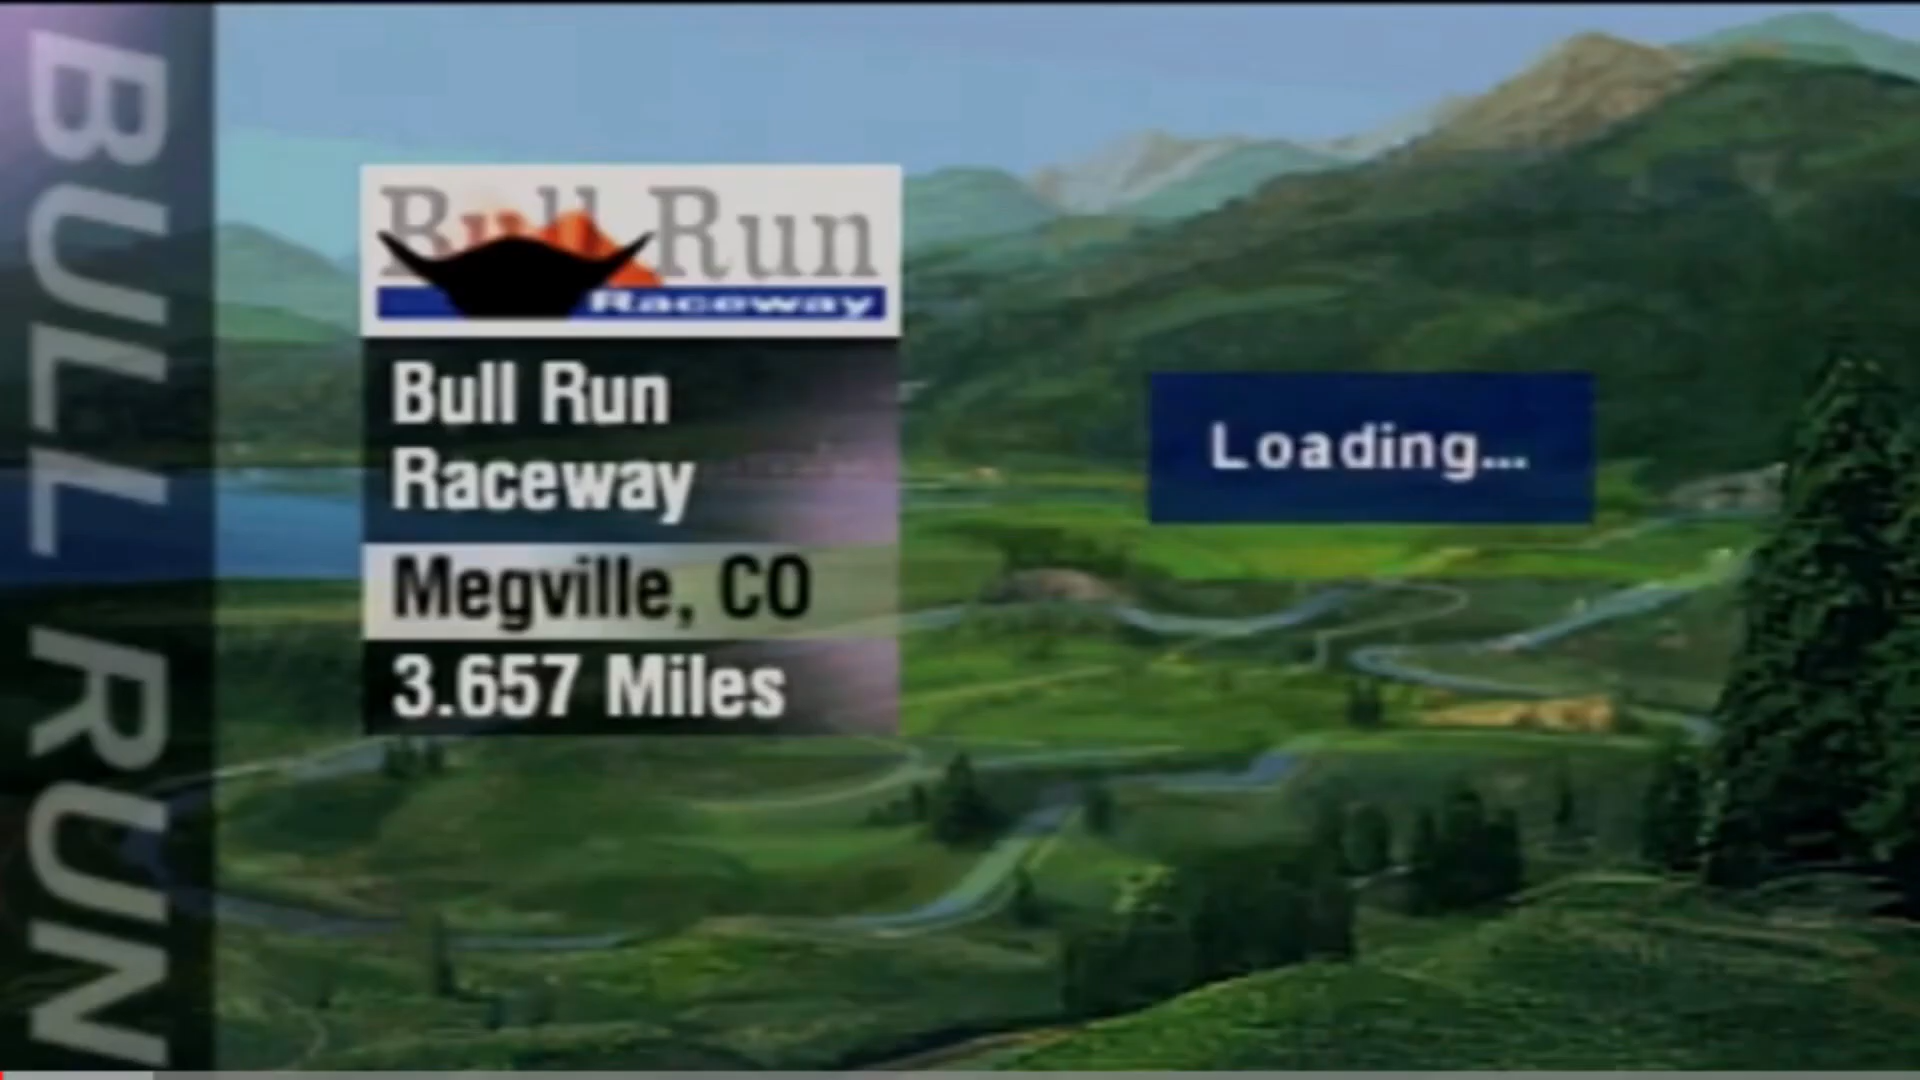 BULL RUN
Bull Run
Raceway
Bull Run
Raceway
Megville, CO
3.657 Miles
Loading...